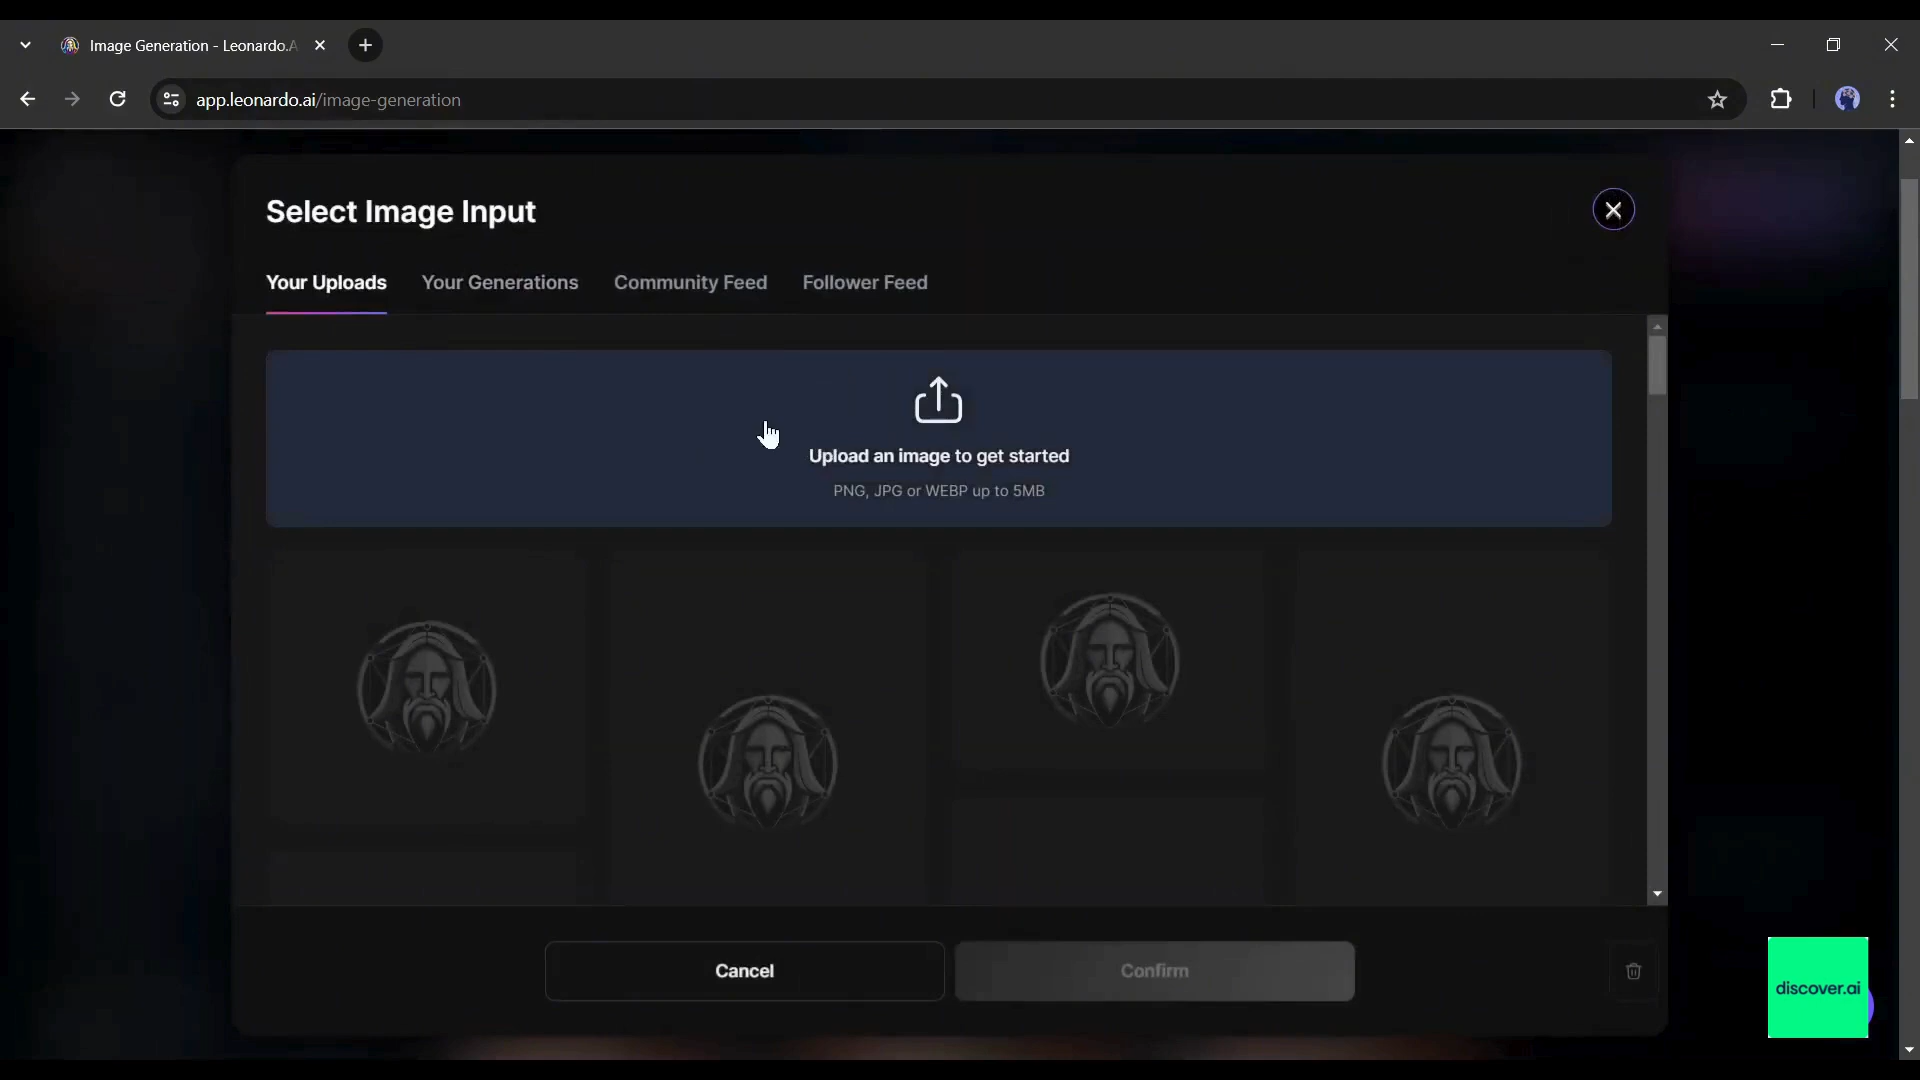 Image Generation - Leonardo.A
app.leonardo.ai/image-generation
Select Image Input
Your Uploads
Your Generations
Community Feed
Follower Feed
Upload an image to get started
PNG, JPG or WEBP up to 5MB
Cancel
Confirm
discover.ai